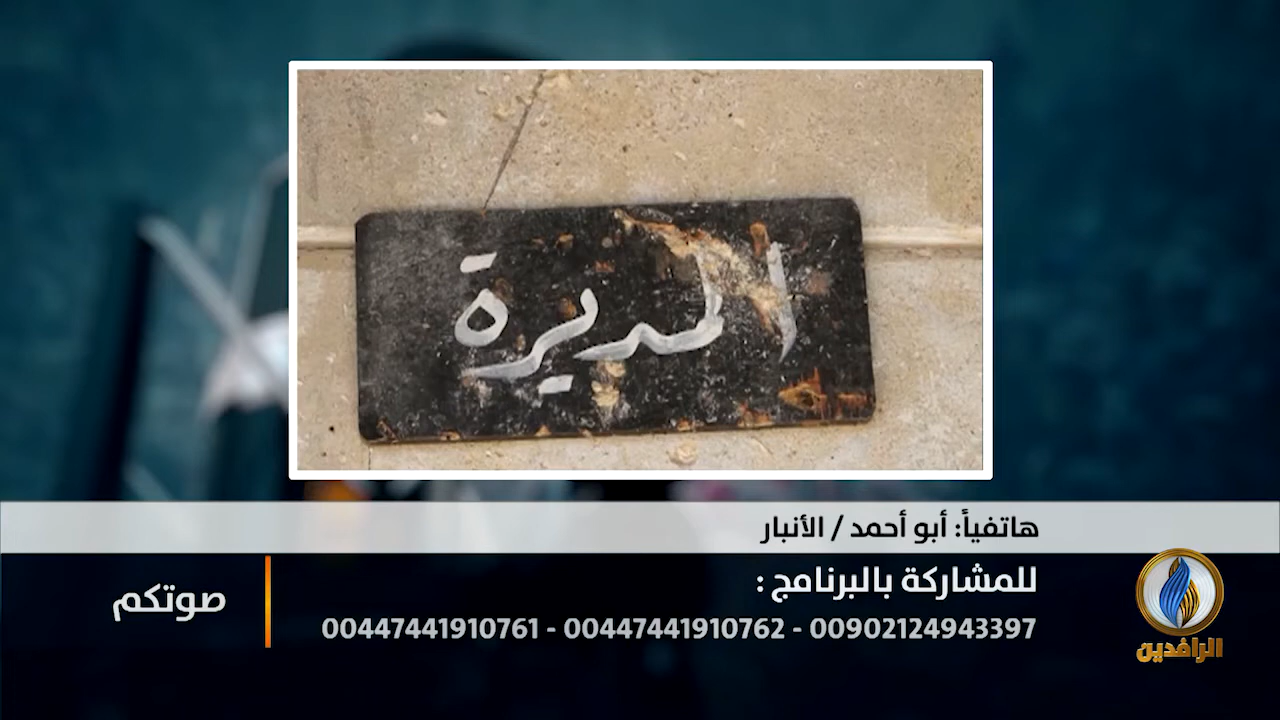 المديرة
هاتفياً: أبو أحمد / الأنبار
للمشاركة بالبرنامج :
00447441910761 - 00447441910762 - 00902124943397
صوتكم
الرافدين